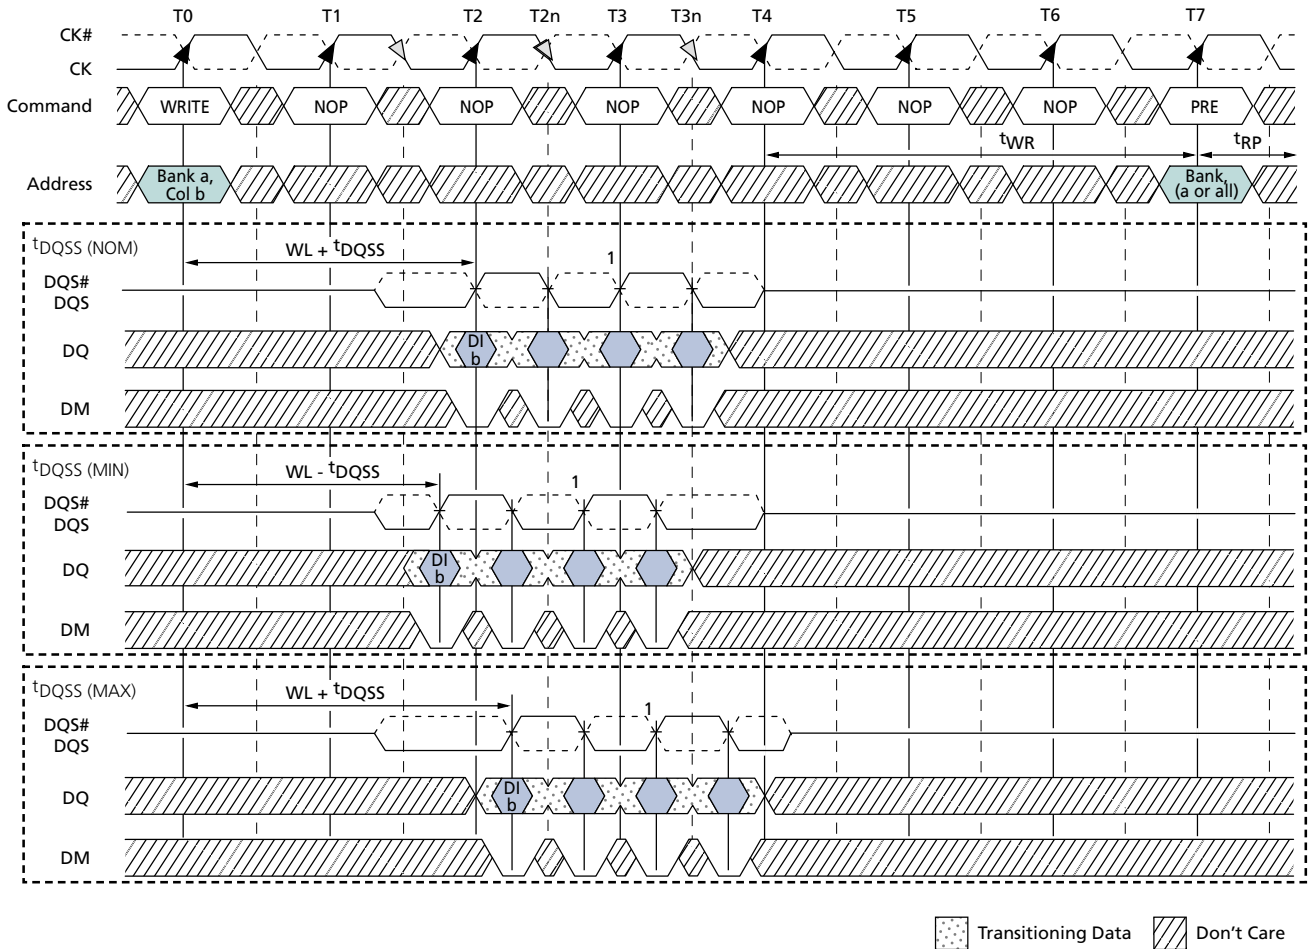 T0 T1 T2 T2n T3 T3n T4 T5 T6 T7
CK#
CK
Command WRITE NOP NOP NOP NOP NOP NOP PRE
tWR tRP
Address Bank a, Col b Bank, (a or all)
tDQSS (NOM)
WL + tDQSS 1
DQS#
DQS
DQ DI b
DM
tDQSS (MIN)
WL - tDQSS 1
DQS#
DQS
DQ DI b
DM
tDQSS (MAX)
WL + tDQSS 1
DQS#
DQS
DQ DI b
DM
Transitioning Data Don't Care